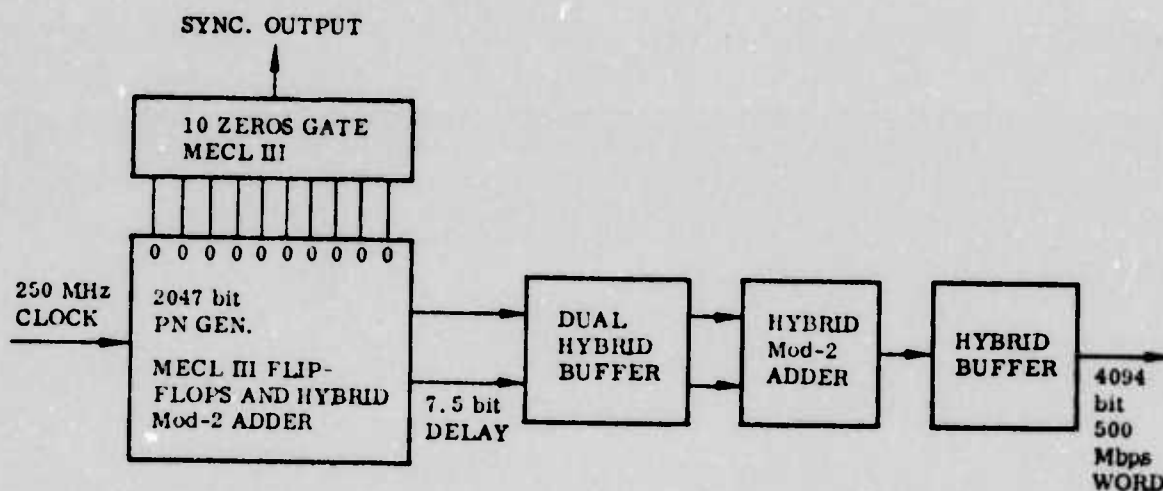 SYNC. OUTPUT
10 ZEROS GATE
MECL III
0 0 0 0 0 0 0 0 0 0
250 MHz
CLOCK
2047 bit
PN GEN.
MECL III FLIP-
FLOPS AND HYBRID
Mod-2 ADDER
7.5 bit
DELAY
DUAL
HYBRID
BUFFER
HYBRID
Mod-2
ADDER
HYBRID
BUFFER
4094
bit
500
Mbps
WORD